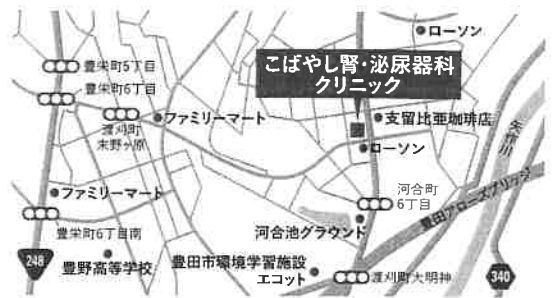 ローソン
こばやし腎・泌尿器科
クリニック
豊栄町6丁目
豊栄町6丁目
ファミリーマート
渡刈町
末野ヶ原
支留比亜珈琲店
ローソン
矢作川
ファミリーマート
河合町
6丁目
豊田アローズブリッジ
豊栄町6丁目南
河合池グラウンド
248
豊野高等学校
豊田市環境学習施設
エコット
渡刈町大明神
340